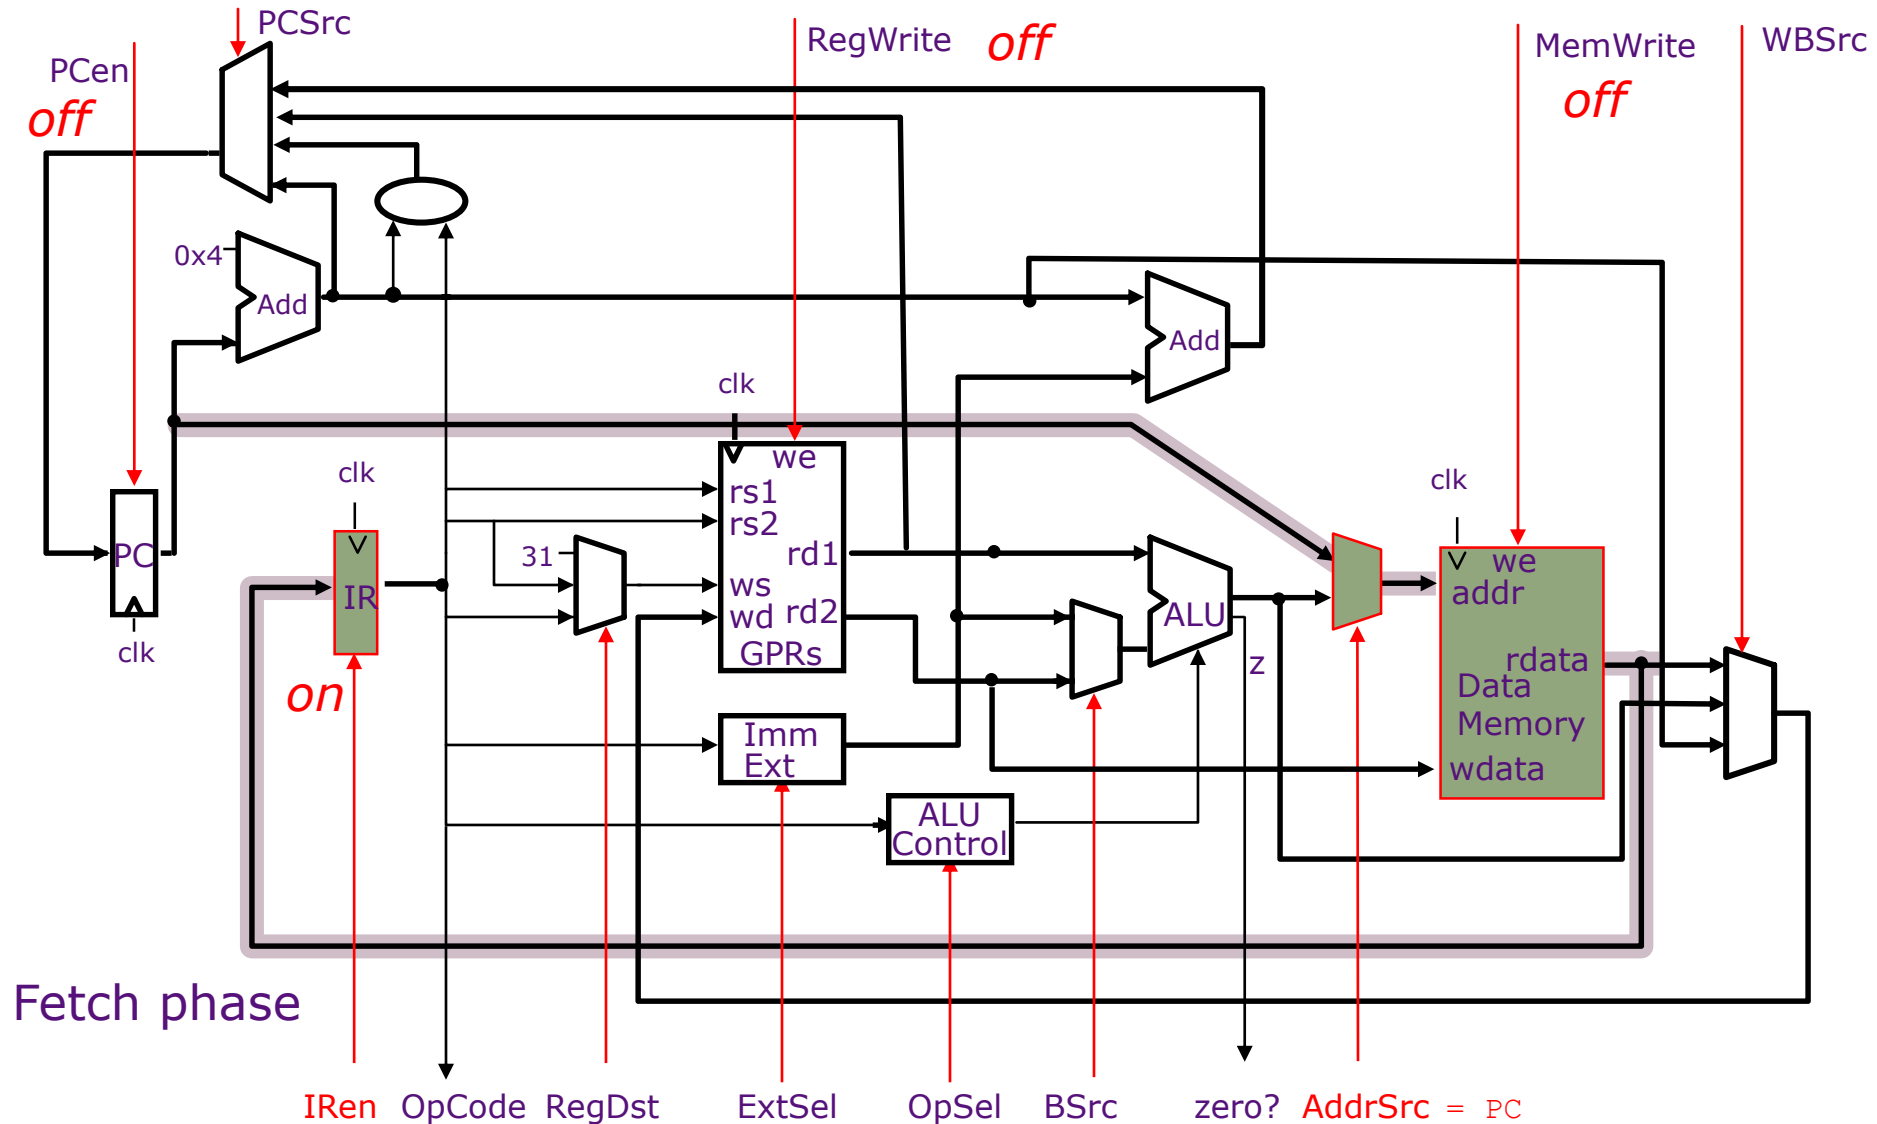 PCSrc
RegWrite off
MemWrite
off
WBSrc
PCen
off
0x4
Add
Add
clk
we
rs1
rs2
rd1
ws
wd rd2
GPRs
clk
PC
clk
IR
on
31
ALU
z
clk
we
addr
rdata
Data
Memory
wdata
Imm
Ext
ALU
Control
Fetch phase
IRen OpCode RegDst ExtSel OpSel BSrc zero? AddrSrc = PC